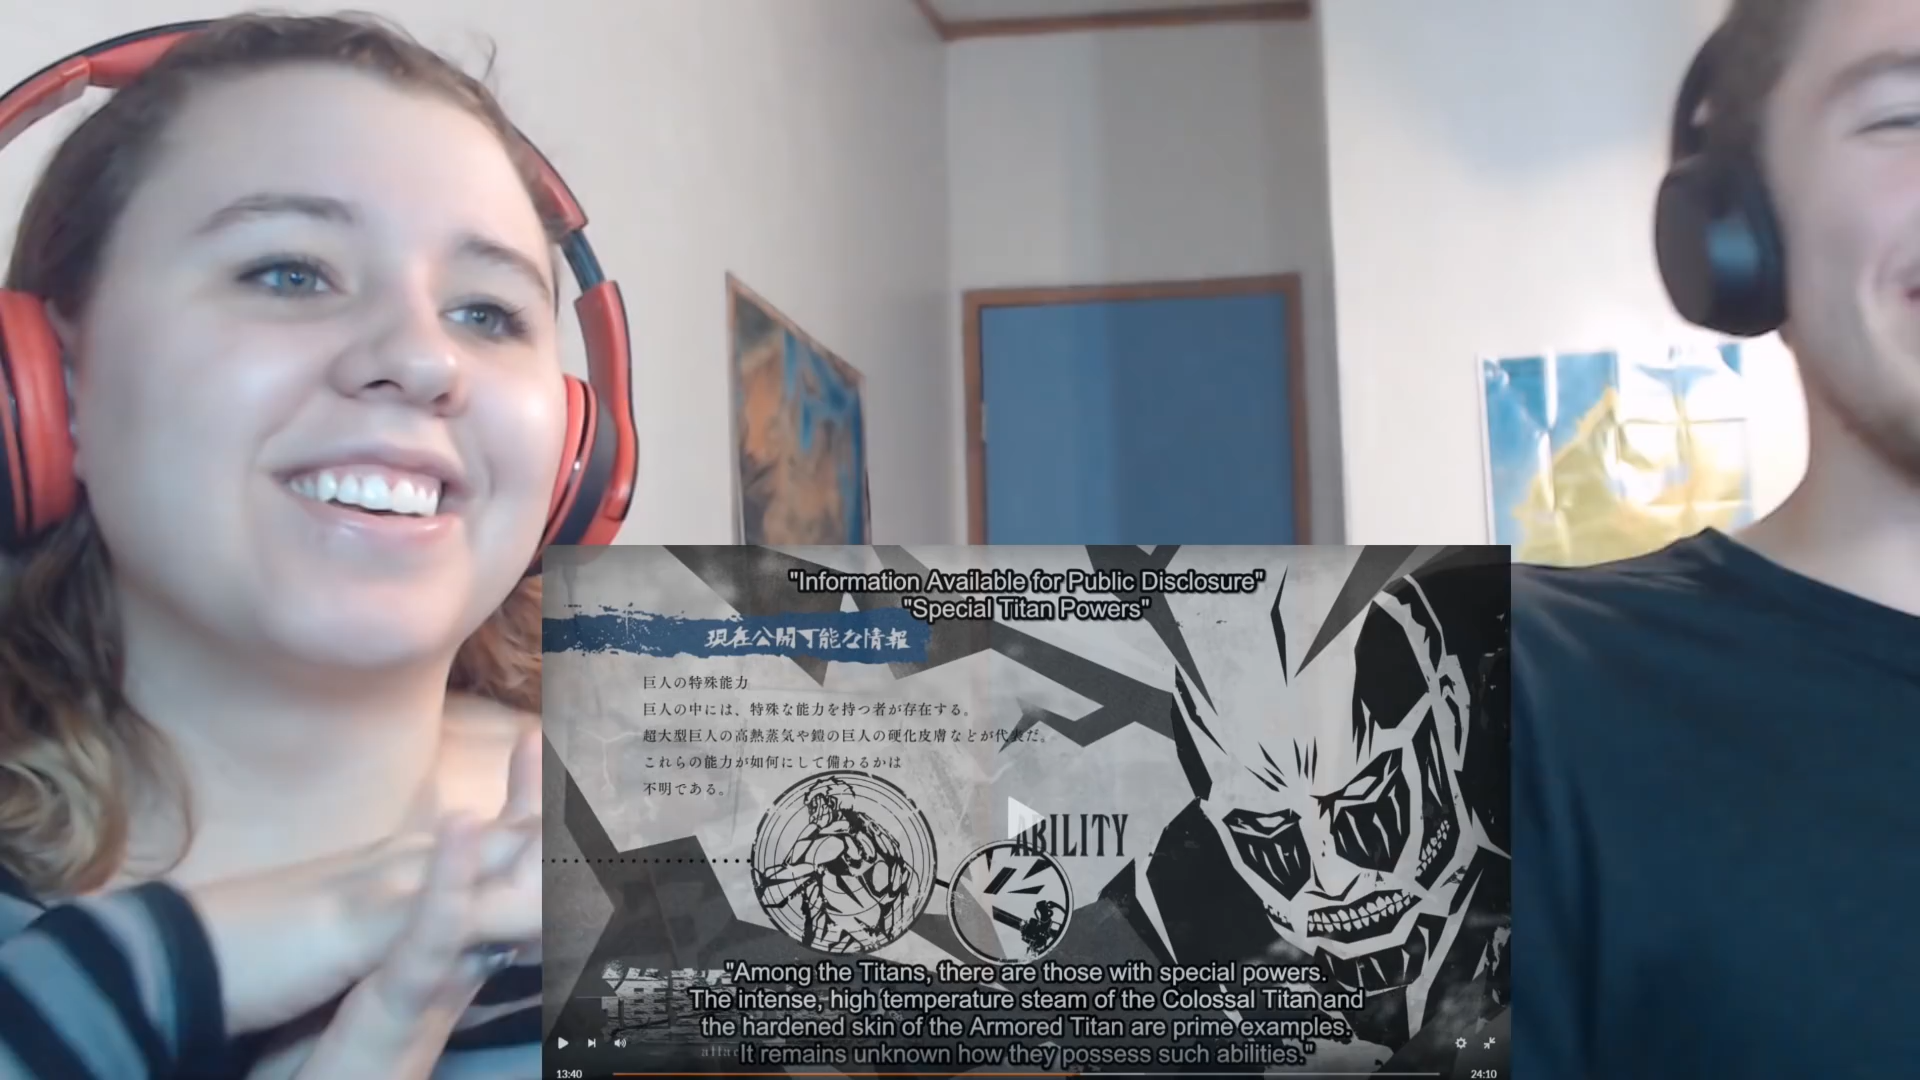 "Information Available for Public Disclosure"
"Special Titan Powers"
現在公開可能な情報
巨人の特殊能力
巨人の中には、特殊な能力を持つ者が存在する。
超大型巨人の高熱蒸気や鎧の巨人の硬化皮膚などが代表だ。
これらの能力が如何にして備わるかは
不明である。
ABILITY
"Among the Titans, there are those with special powers.
The intense, high temperature steam of the Colossal Titan and
the hardened skin of the Armored Titan are prime examples.
It remains unknown how they possess such abilities."
13:40
24:10